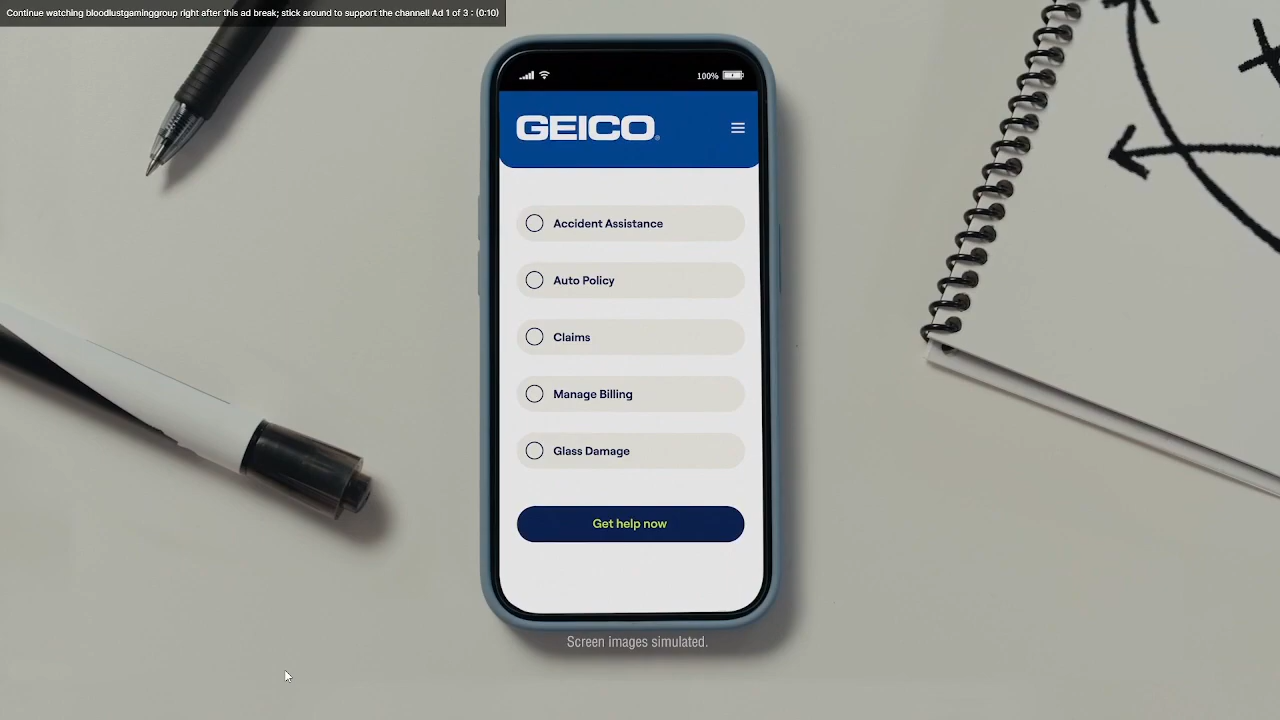 Continue watching bloodlustgaminggroup right after this ad break; stick around to support the channel! Ad 1 of 3 : (0:10)
100%
GEICO
Accident Assistance
Auto Policy
Claims
Manage Billing
Glass Damage
Get help now
Screen images simulated.